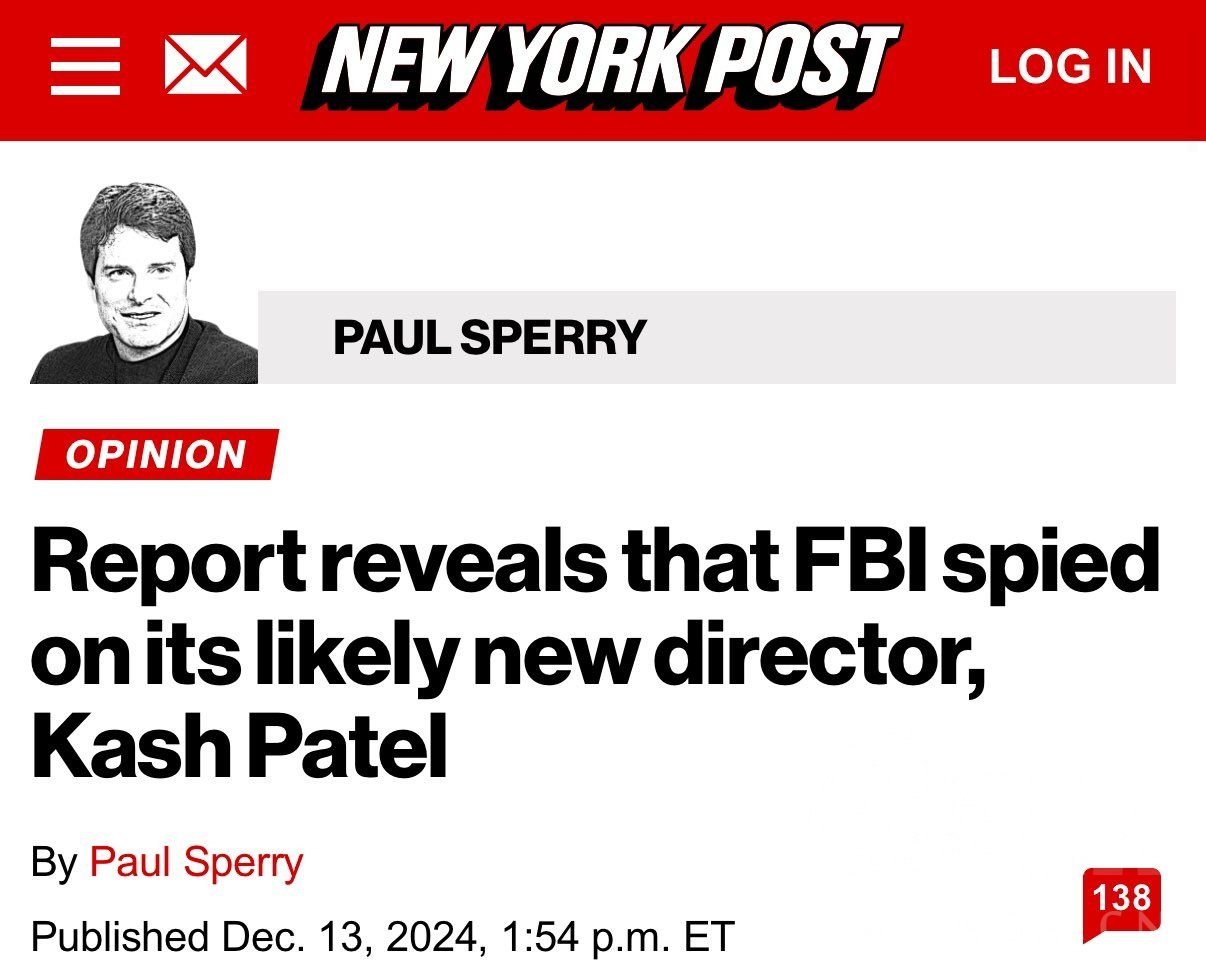 NEW YORK POST
LOG IN
PAUL SPERRY
OPINION
Report reveals that FBI spied
on its likely new director,
Kash Patel
By Paul Sperry
138
Published Dec. 13, 2024, 1:54 p.m. ET